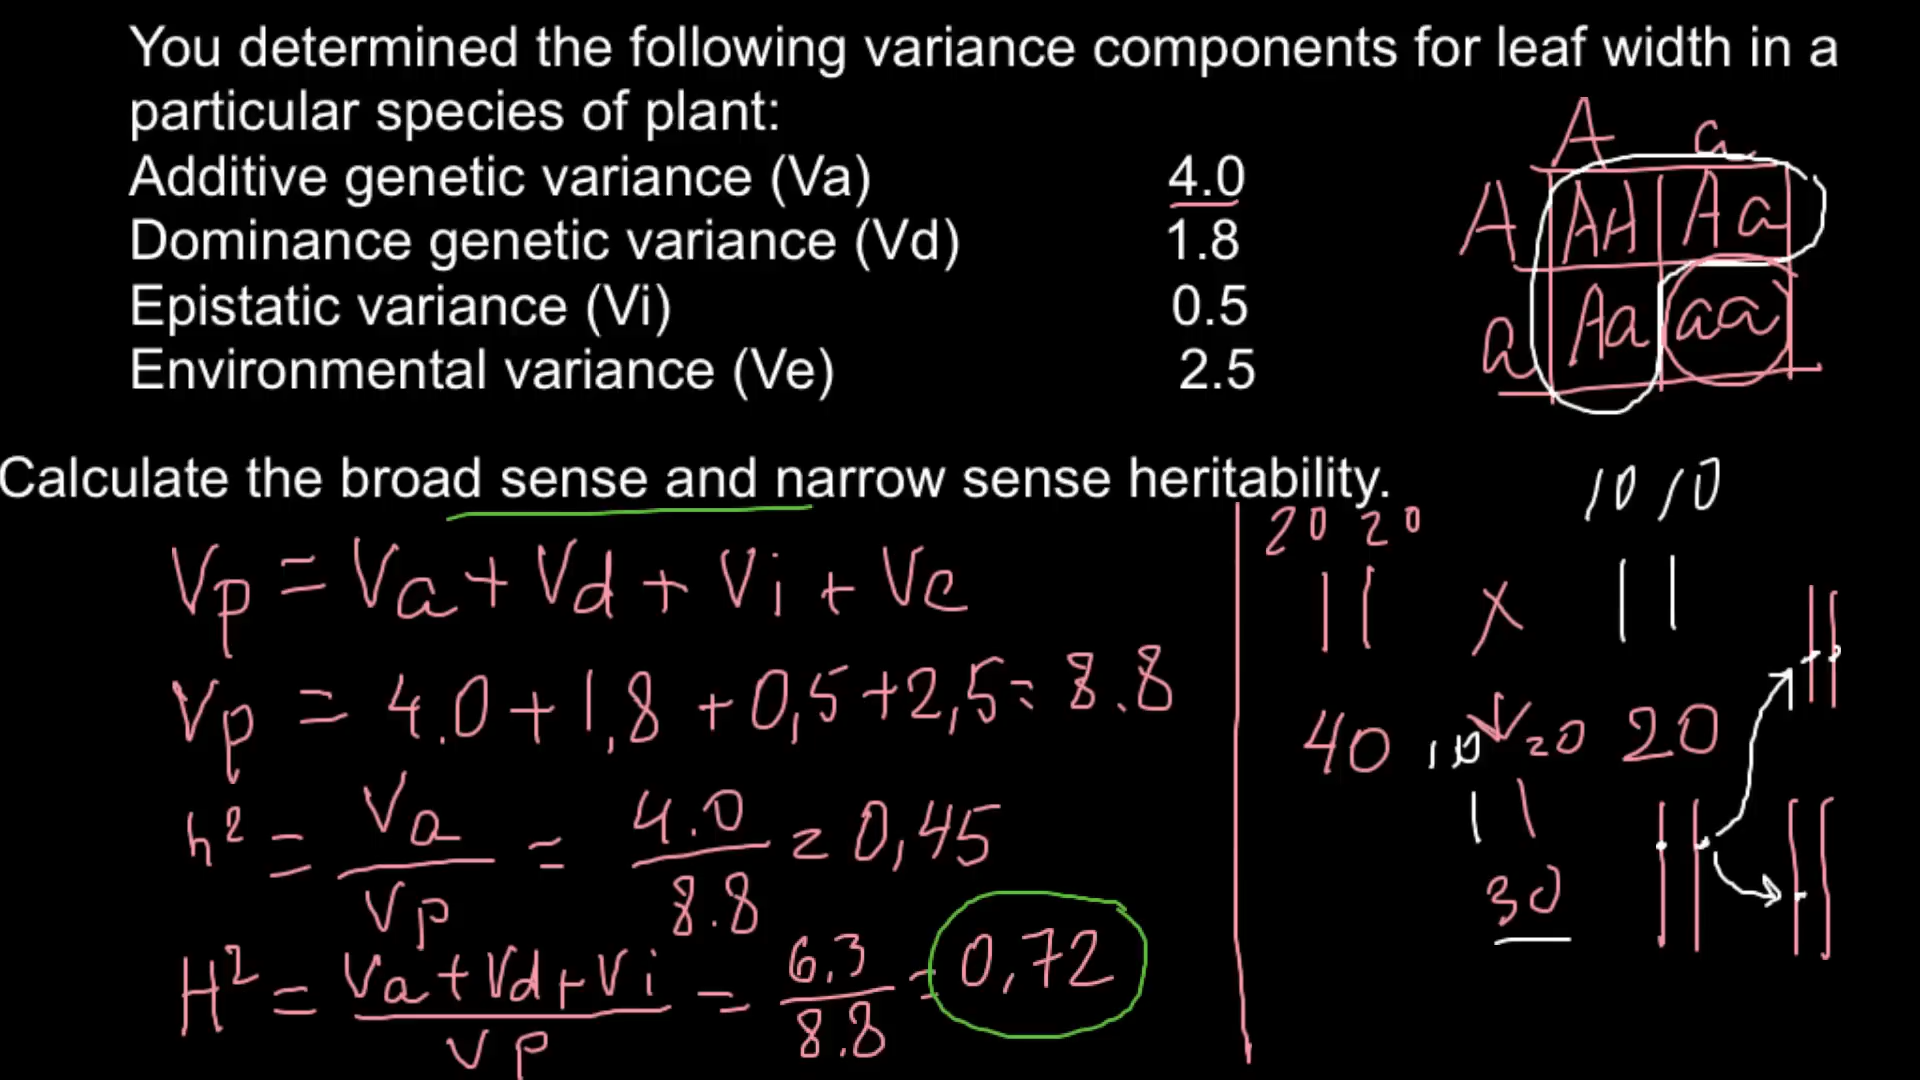 You determined the following variance components for leaf width in a
particular species of plant:
Additive genetic variance (Va) 4.0
Dominance genetic variance (Vd) 1.8
Epistatic variance (Vi) 0.5
Environmental variance (Ve) 2.5
A a
A AA Aa
a Aa aa
Calculate the broad sense and narrow sense heritability.
Vp = Va + Vd + Vi + Ve
Vp = 4.0 + 1,8 + 0,5 + 2,5 = 8.8
h² = Va / Vp = 4.0 / 8.8 = 0,45
H² = Va + Vd + Vi / Vp = 6,3 / 8.8 = 0,72
10 10
20 20
X
40 10 20 20
30